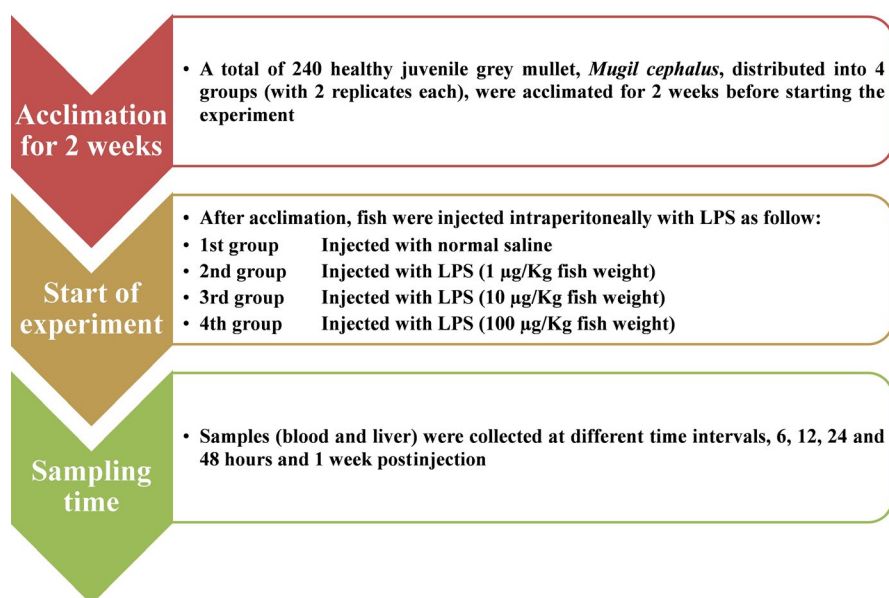 Acclimation
for 2 weeks
• A total of 240 healthy juvenile grey mullet, Mugil cephalus, distributed into 4
groups (with 2 replicates each), were acclimated for 2 weeks before starting the
experiment
Start of
experiment
• After acclimation, fish were injected intraperitoneally with LPS as follow:
• 1st group Injected with normal saline
• 2nd group Injected with LPS (1 µg/Kg fish weight)
• 3rd group Injected with LPS (10 µg/Kg fish weight)
• 4th group Injected with LPS (100 µg/Kg fish weight)
Sampling
time
• Samples (blood and liver) were collected at different time intervals, 6, 12, 24 and
48 hours and 1 week postinjection